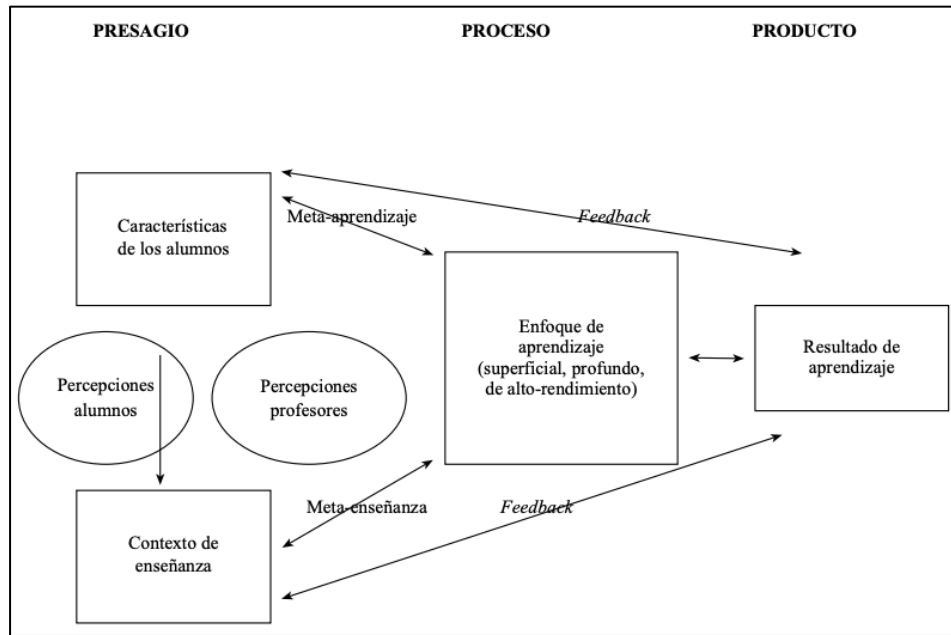 PRESAGIO
PROCESO
PRODUCTO
Características
de los alumnos
Meta-aprendizaje
Feedback
Enfoque de
aprendizaje
(superficial, profundo,
de alto-rendimiento)
Resultado de
aprendizaje
Percepciones
alumnos
Percepciones
profesores
Meta-enseñanza
Feedback
Contexto de
enseñanza